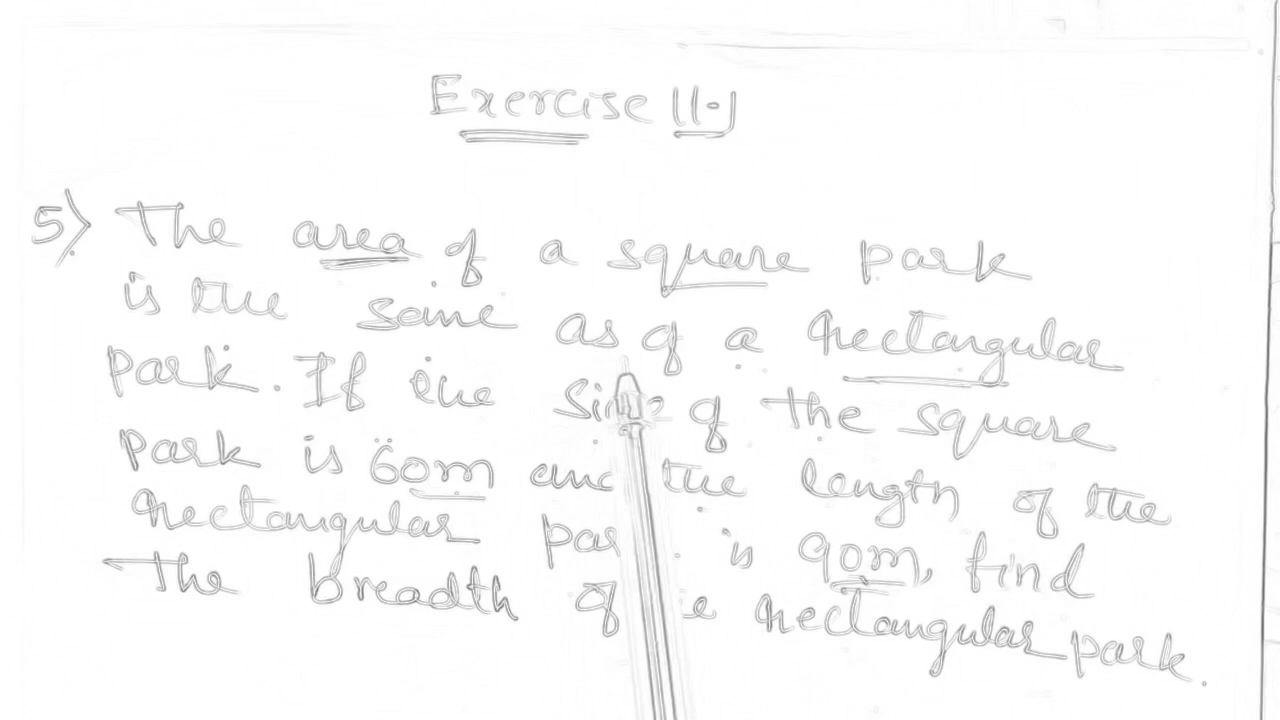 Exercise 11.1
5) The area of a square park
is the same as of a rectangular
park. If the side of the square
park is 60m and the length of the
rectangular park is 90m, find
the breadth of the rectangular park.